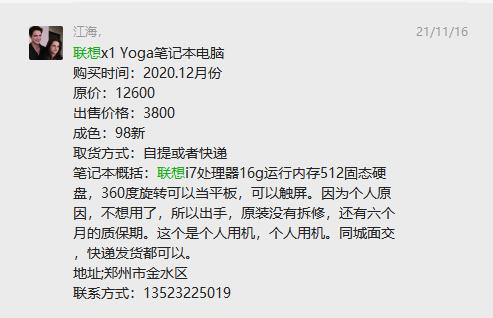 江海,
21/11/16
联想x1 Yoga笔记本电脑
购买时间：2020.12月份
原价：12600
出售价格：3800
成色：98新
取货方式：自提或者快递
笔记本概括：联想i7处理器16g运行内存512固态硬
盘，360度旋转可以当平板，可以触屏。因为个人原
因，不想用了，所以出手，原装没有拆修，还有六个
月的质保期。这个是个人用机，个人用机。同城面交
，快递发货都可以。
地址;郑州市金水区
联系方式：13523225019